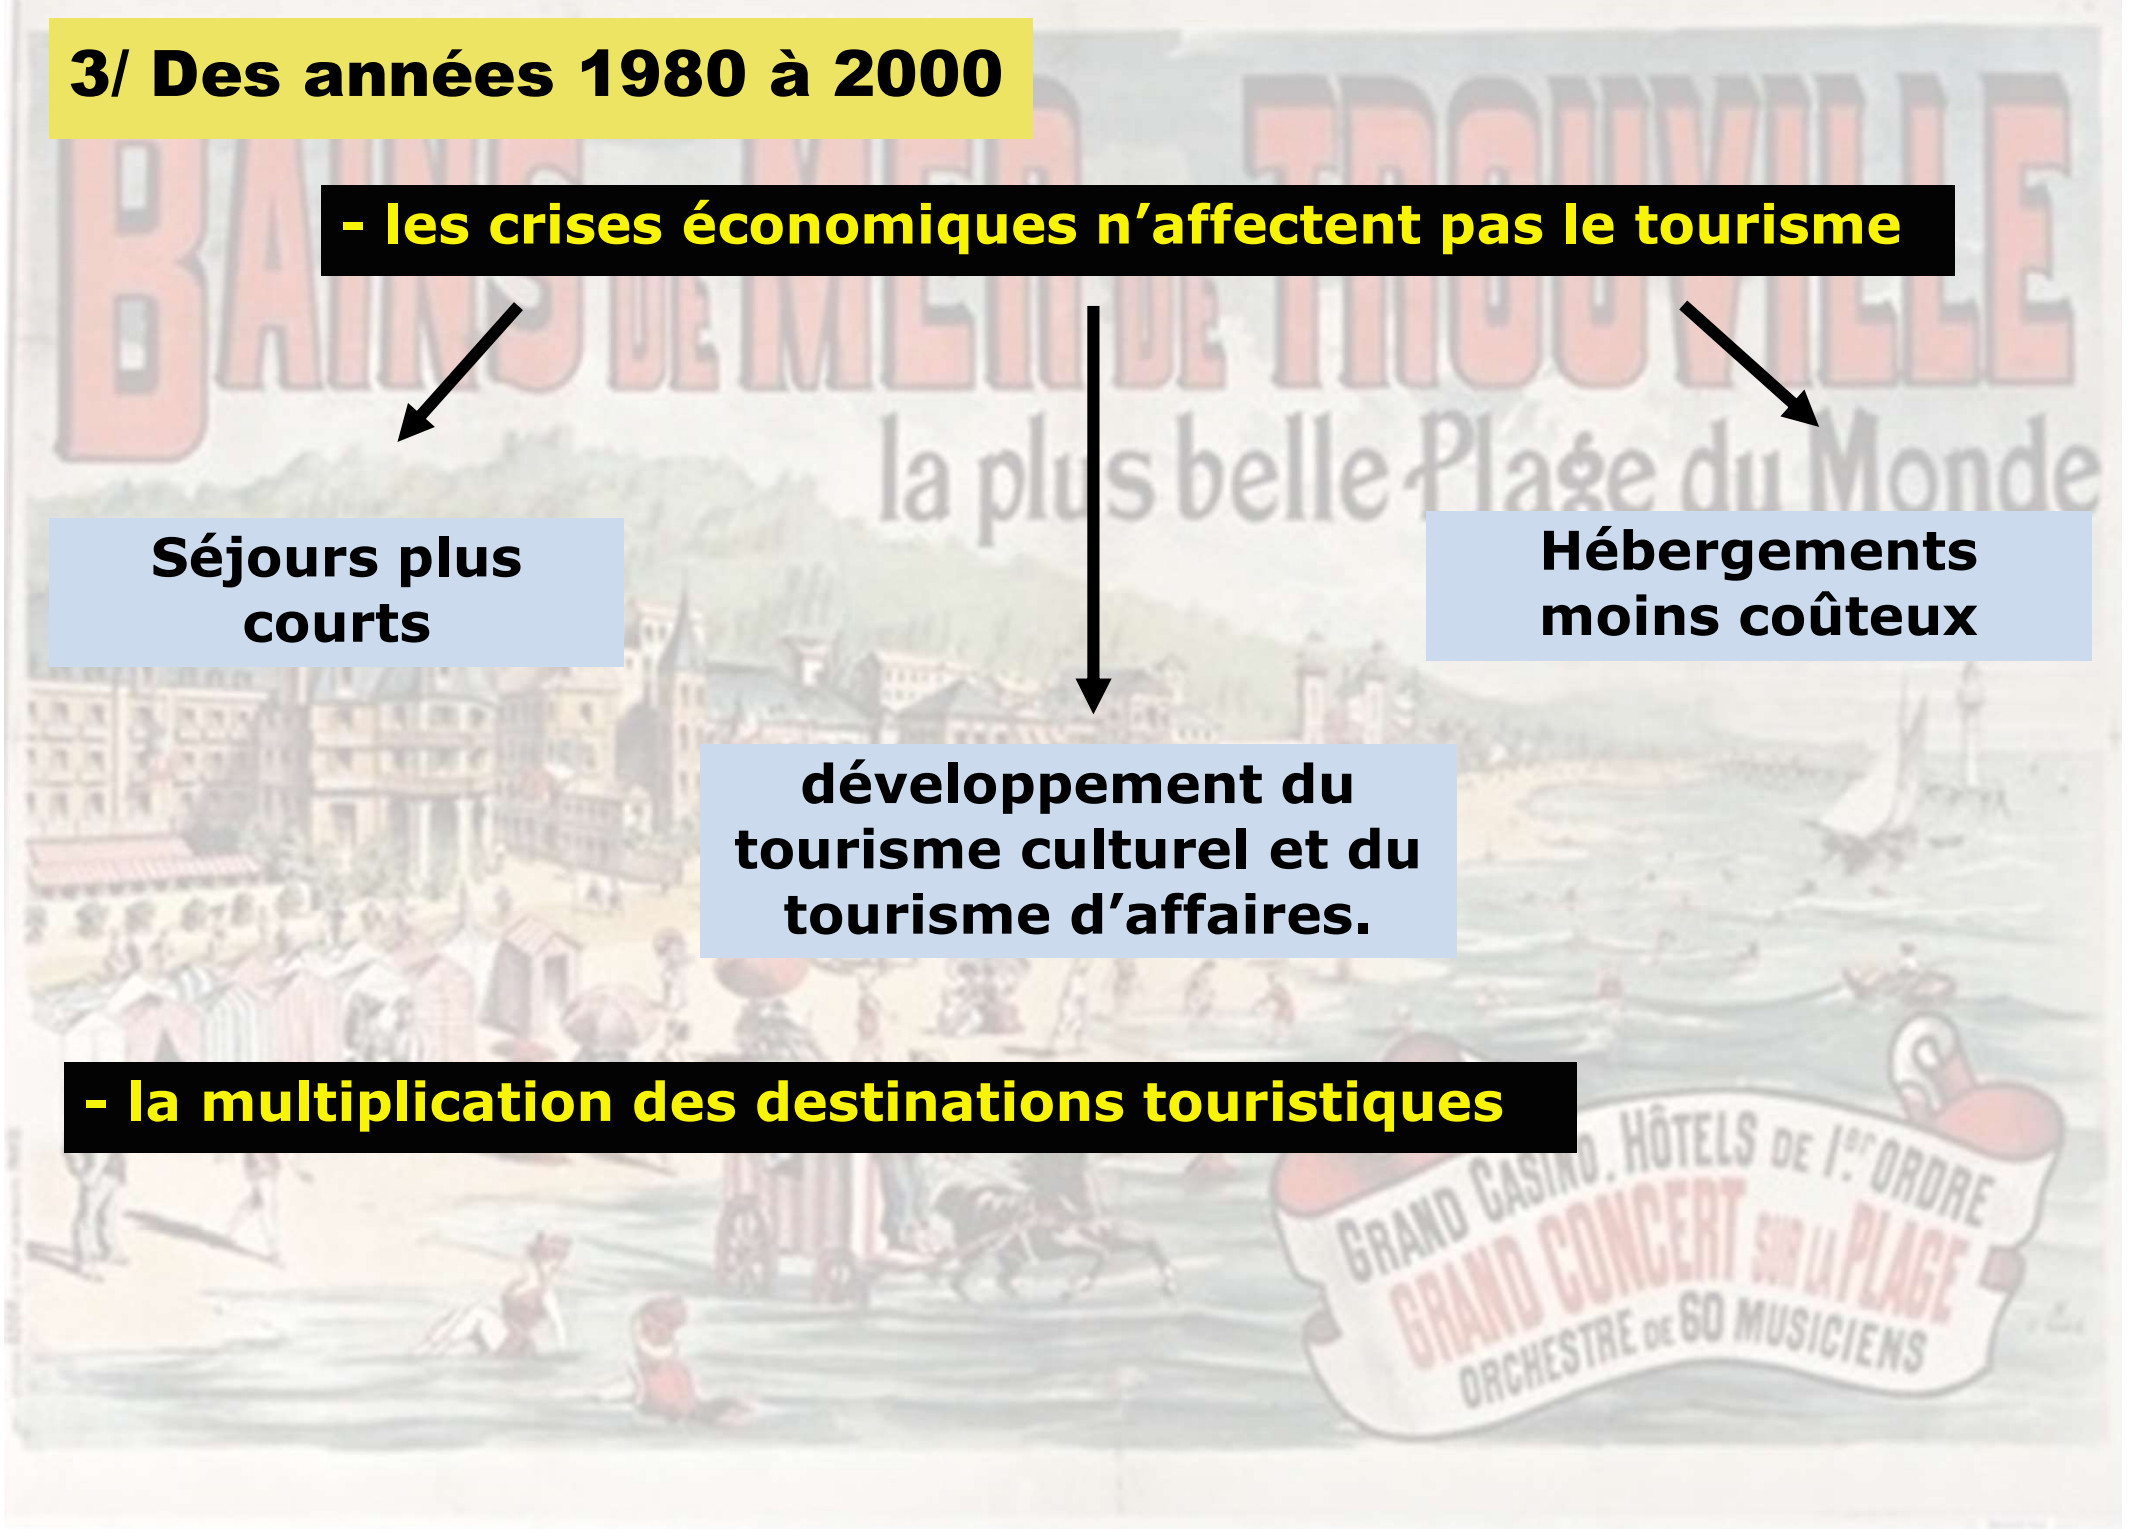 3/ Des années 1980 à 2000
- les crises économiques n’affectent pas le tourisme
BAINS DE MER DE TROUVILLE
la plus belle Plage du Monde
Séjours plus
courts
Hébergements
moins coûteux
développement du
tourisme culturel et du
tourisme d’affaires.
- la multiplication des destinations touristiques
GRAND CASINO. HÔTELS DE 1er ORDRE
GRAND CONCERT SUR LA PLAGE
ORCHESTRE DE 60 MUSICIENS